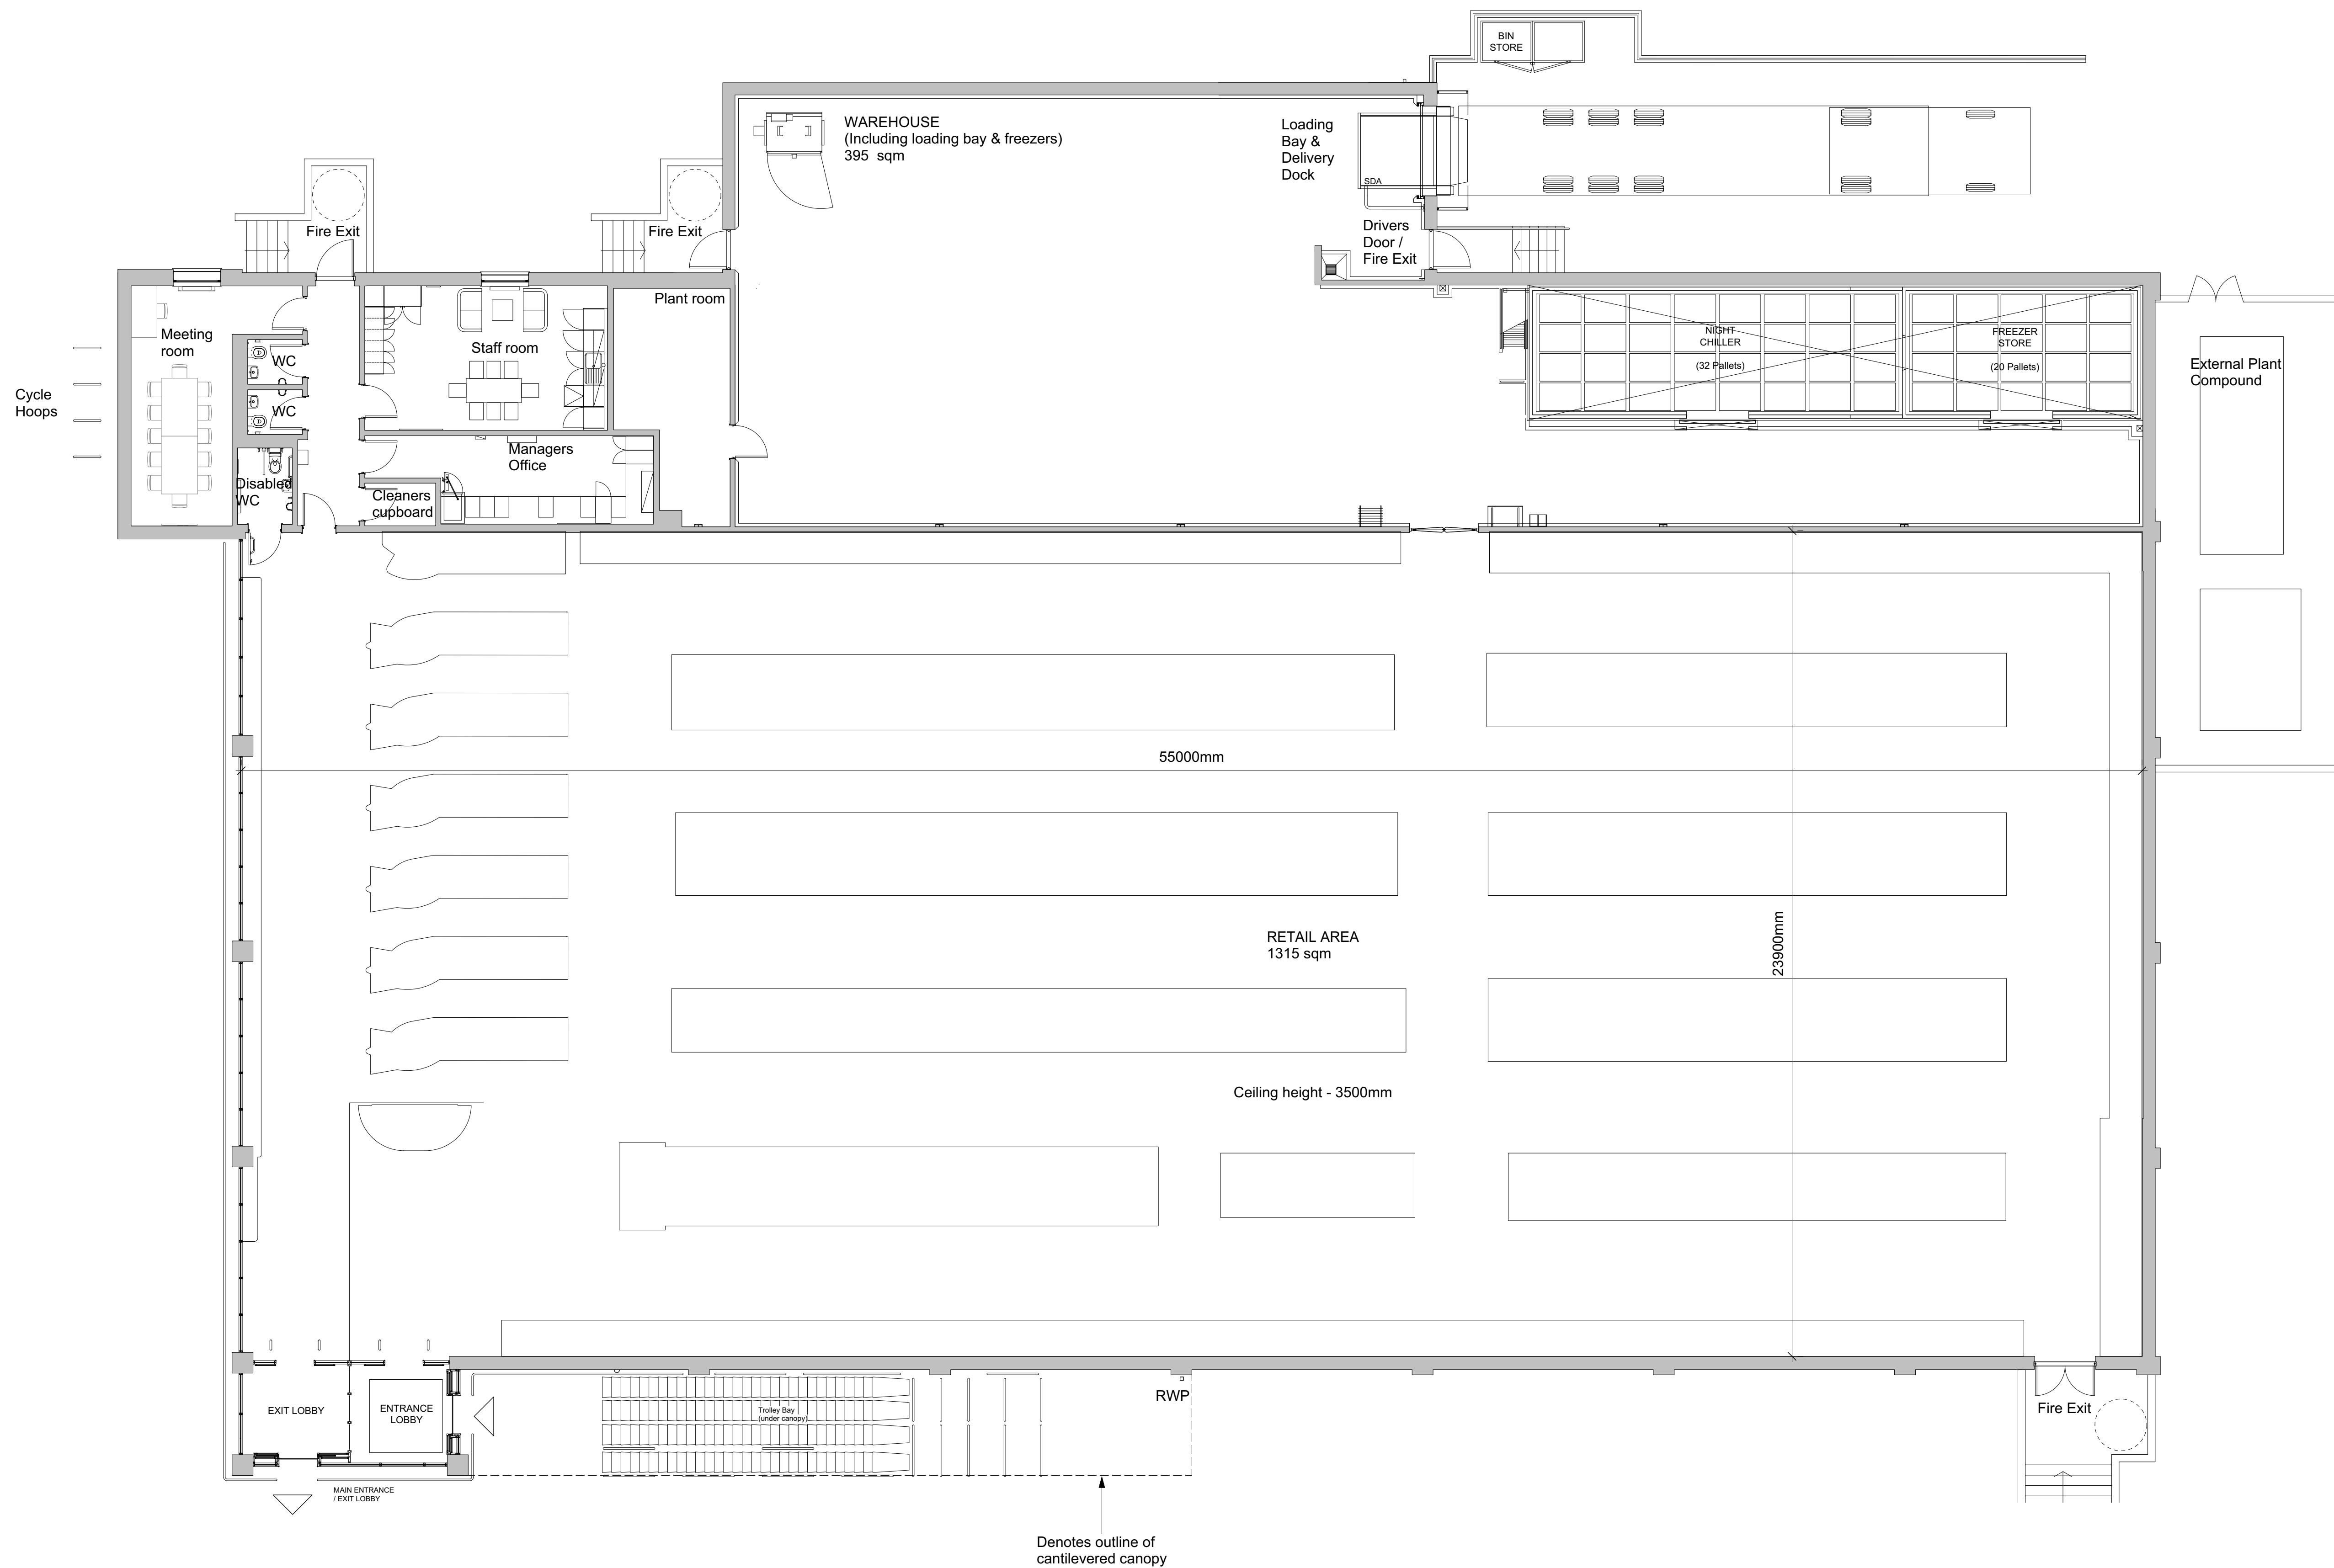 BIN
STORE
WAREHOUSE
(Including loading bay & freezers)
395 sqm
Loading
Bay &
Delivery
Dock
SDA
Fire Exit
Fire Exit
Drivers
Door /
Fire Exit
Plant room
Meeting
room
Staff room
WC
WC
NIGHT
CHILLER
(32 Pallets)
FREEZER
STORE
(20 Pallets)
External Plant
Compound
Cycle
Hoops
Managers
Office
Disabled
WC
Cleaners
cupboard
55000mm
23900mm
RETAIL AREA
1315 sqm
Ceiling height - 3500mm
EXIT LOBBY
ENTRANCE
LOBBY
Trolley Bay
(under canopy)
RWP
Fire Exit
MAIN ENTRANCE
/ EXIT LOBBY
Denotes outline of
cantilevered canopy